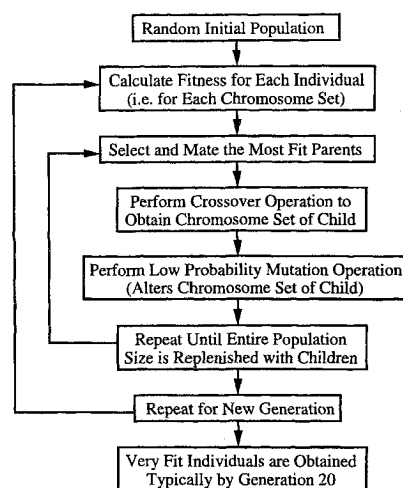 Random Initial Population
Calculate Fitness for Each Individual
(i.e. for Each Chromosome Set)
Select and Mate the Most Fit Parents
Perform Crossover Operation to
Obtain Chromosome Set of Child
Perform Low Probability Mutation Operation
(Alters Chromosome Set of Child)
Repeat Until Entire Population
Size is Replenished with Children
Repeat for New Generation
Very Fit Individuals are Obtained
Typically by Generation 20